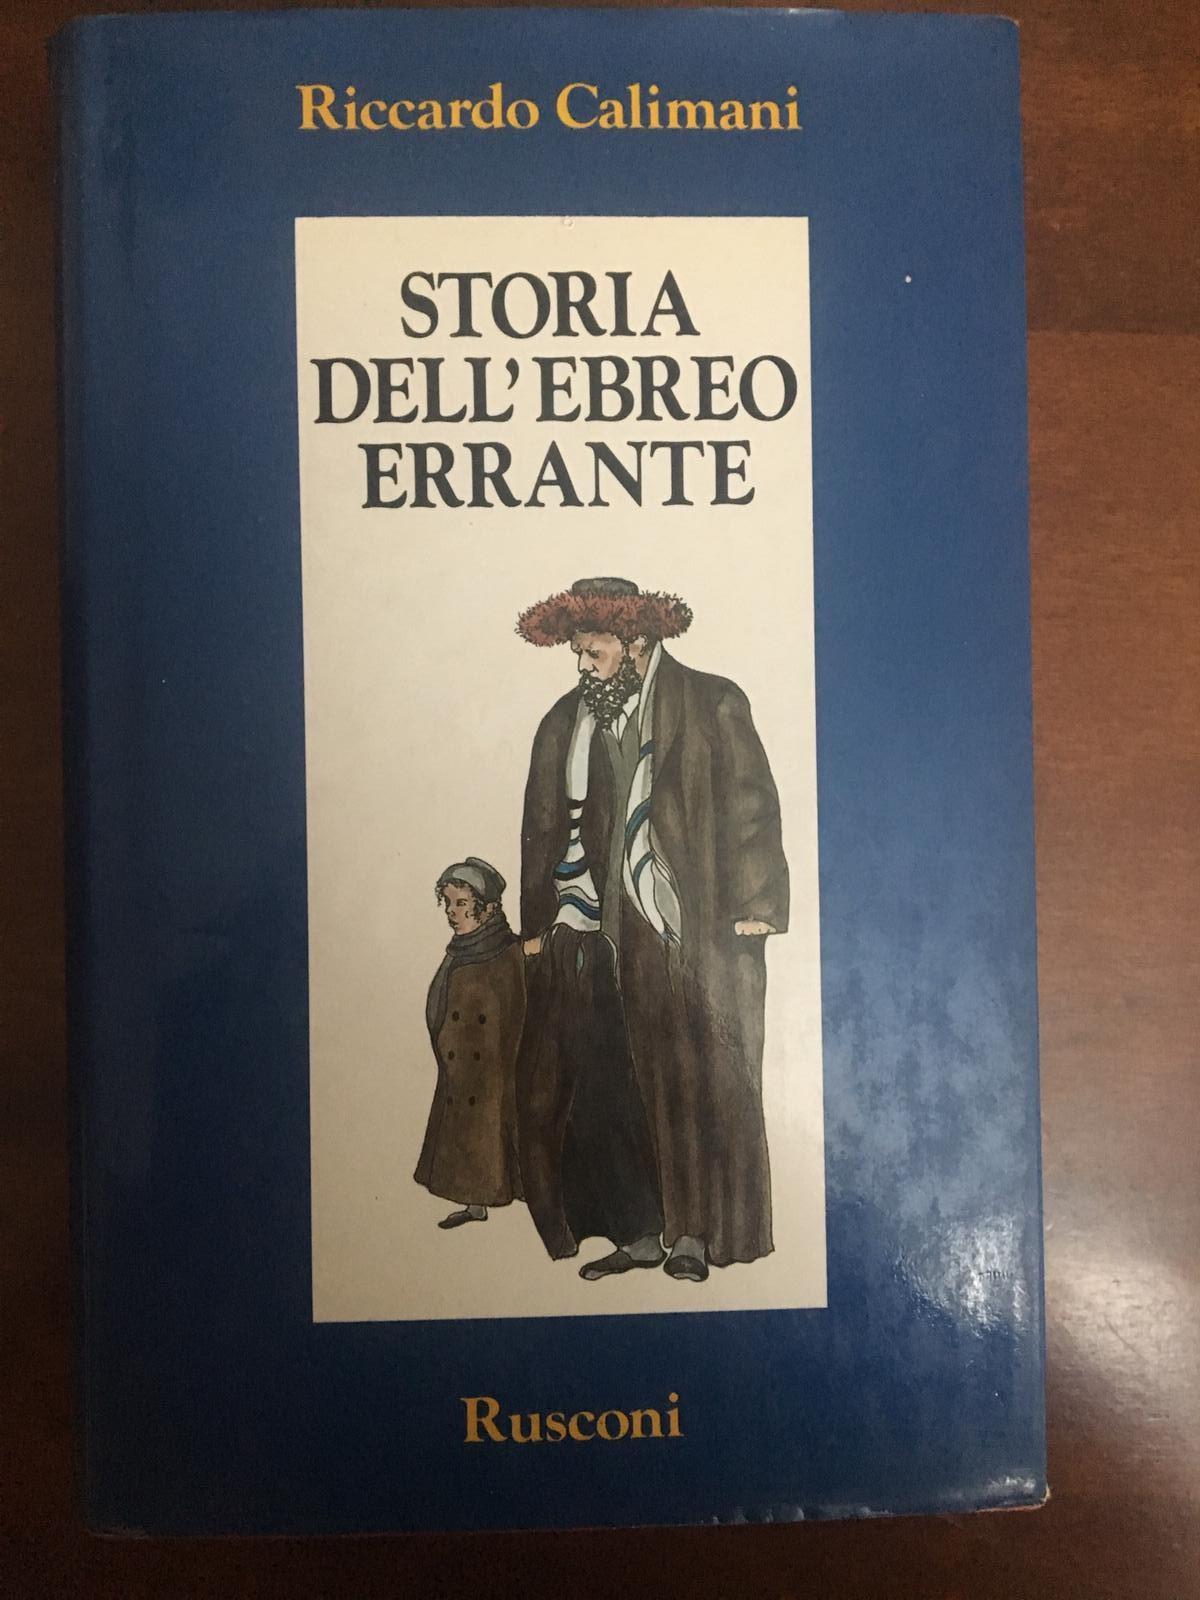 Riccardo Calimani
STORIA
DELL'EBREO
ERRANTE
Rusconi